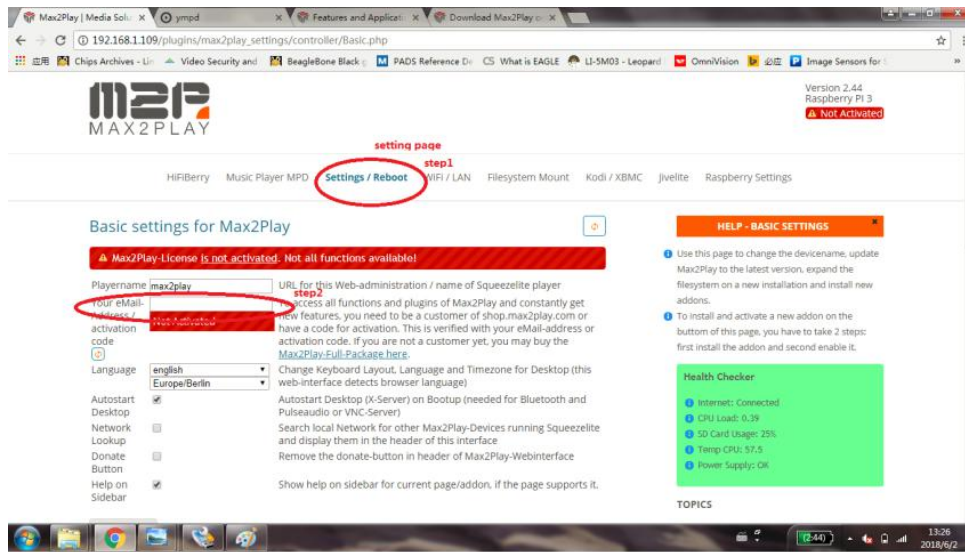 Max2Play | Media Solu
ympd
Features and Applicati
Download Max2Play
192.168.1.109/plugins/max2play_settings/controller/Basic.php
应用
Chips Archives - Lin
Video Security and
BeagleBone Black
PADS Reference De
CS What is EAGLE
LI-5M03 - Leopard
OmniVision
必应
Image Sensors for
M2P
MAX2PLAY
Version 2.44
Raspberry PI 3
Not Activated
setting page
step1
HiFiBerry Music Player MPD Settings / Reboot WiFi / LAN Filesystem Mount Kodi / XBMC Jivelite Raspberry Settings
Basic settings for Max2Play
Max2Play-License is not activated. Not all functions available!
Playername max2play URL for this Web-administration / name of Squeezelite player
step2
Your eMail-
Address /
activation
code
Not Activated
To access all functions and plugins of Max2Play and constantly get
new features, you need to be a customer of shop.max2play.com or
have a code for activation. This is verified with your eMail-address or
activation code. If you are not a customer yet, you may buy the
Max2Play-Full-Package here.
Language english
Europe/Berlin
Change Keyboard Layout, Language and Timezone for Desktop (this
web-interface detects browser language)
Autostart
Desktop
Autostart Desktop (X-Server) on Bootup (needed for Bluetooth and
Pulseaudio or VNC-Server)
Network
Lookup
Search local Network for other Max2Play-Devices running Squeezelite
and display them in the header of this interface
Donate
Button
Remove the donate-button in header of Max2Play-Webinterface
Help on
Sidebar
Show help on sidebar for current page/addon, if the page supports it.
HELP - BASIC SETTINGS
Use this page to change the devicename, update
Max2Play to the latest version, expand the
filesystem on a new installation and install new
addons.
To install and activate a new addon on the
buttom of this page, you have to take 2 steps:
first install the addon and second enable it.
Health Checker
Internet: Connected
CPU Load: 0.39
SD Card Usage: 25%
Temp CPU: 57.5
Power Supply: OK
TOPICS
(2:44)
13:26
2018/6/2